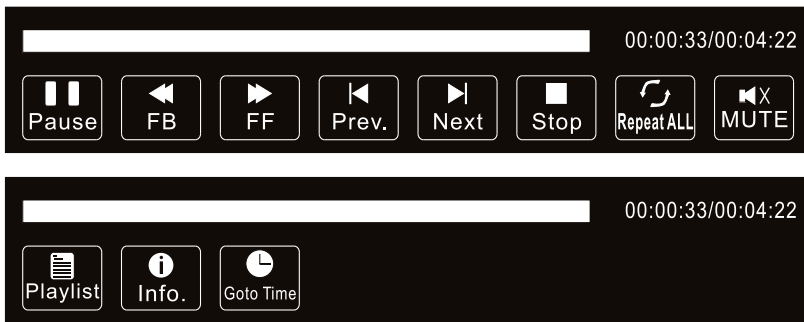 00:00:33/00:04:22
Pause FB FF Prev. Next Stop Repeat ALL MUTE
00:00:33/00:04:22
Playlist Info. Goto Time